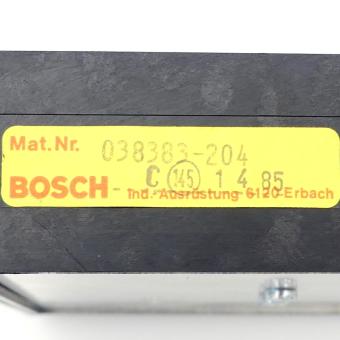 Mat.Nr. 038383-204
BOSCH - C 145 1 4 85
Ind.-Ausrüstung 6120-Erbach